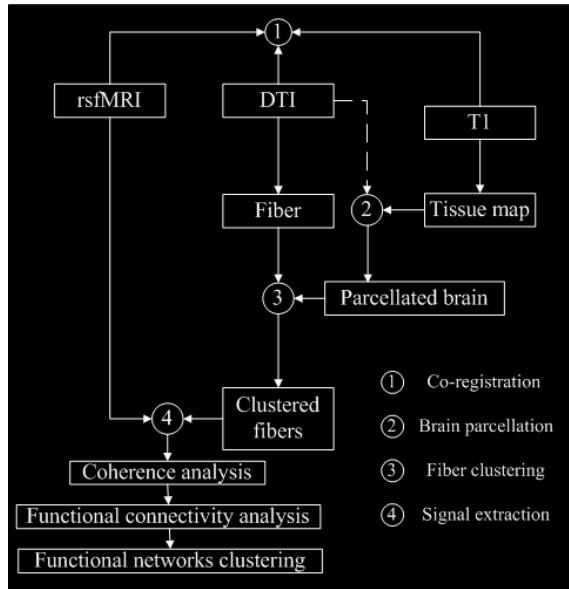 1
rsfMRI
DTI
T1
Fiber
2
Tissue map
3
Parcellated brain
Clustered
fibers
4
1 Co-registration
2 Brain parcellation
3 Fiber clustering
4 Signal extraction
Coherence analysis
Functional connectivity analysis
Functional networks clustering